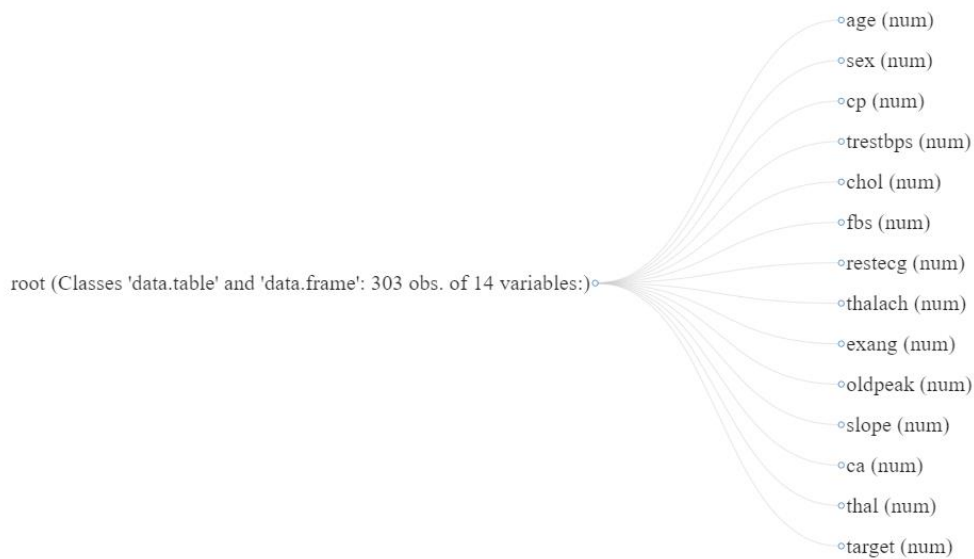 age (num)
sex (num)
cp (num)
trestbps (num)
chol (num)
fbs (num)
root (Classes 'data.table' and 'data.frame': 303 obs. of 14 variables:)
restecg (num)
thalach (num)
exang (num)
oldpeak (num)
slope (num)
ca (num)
thal (num)
target (num)